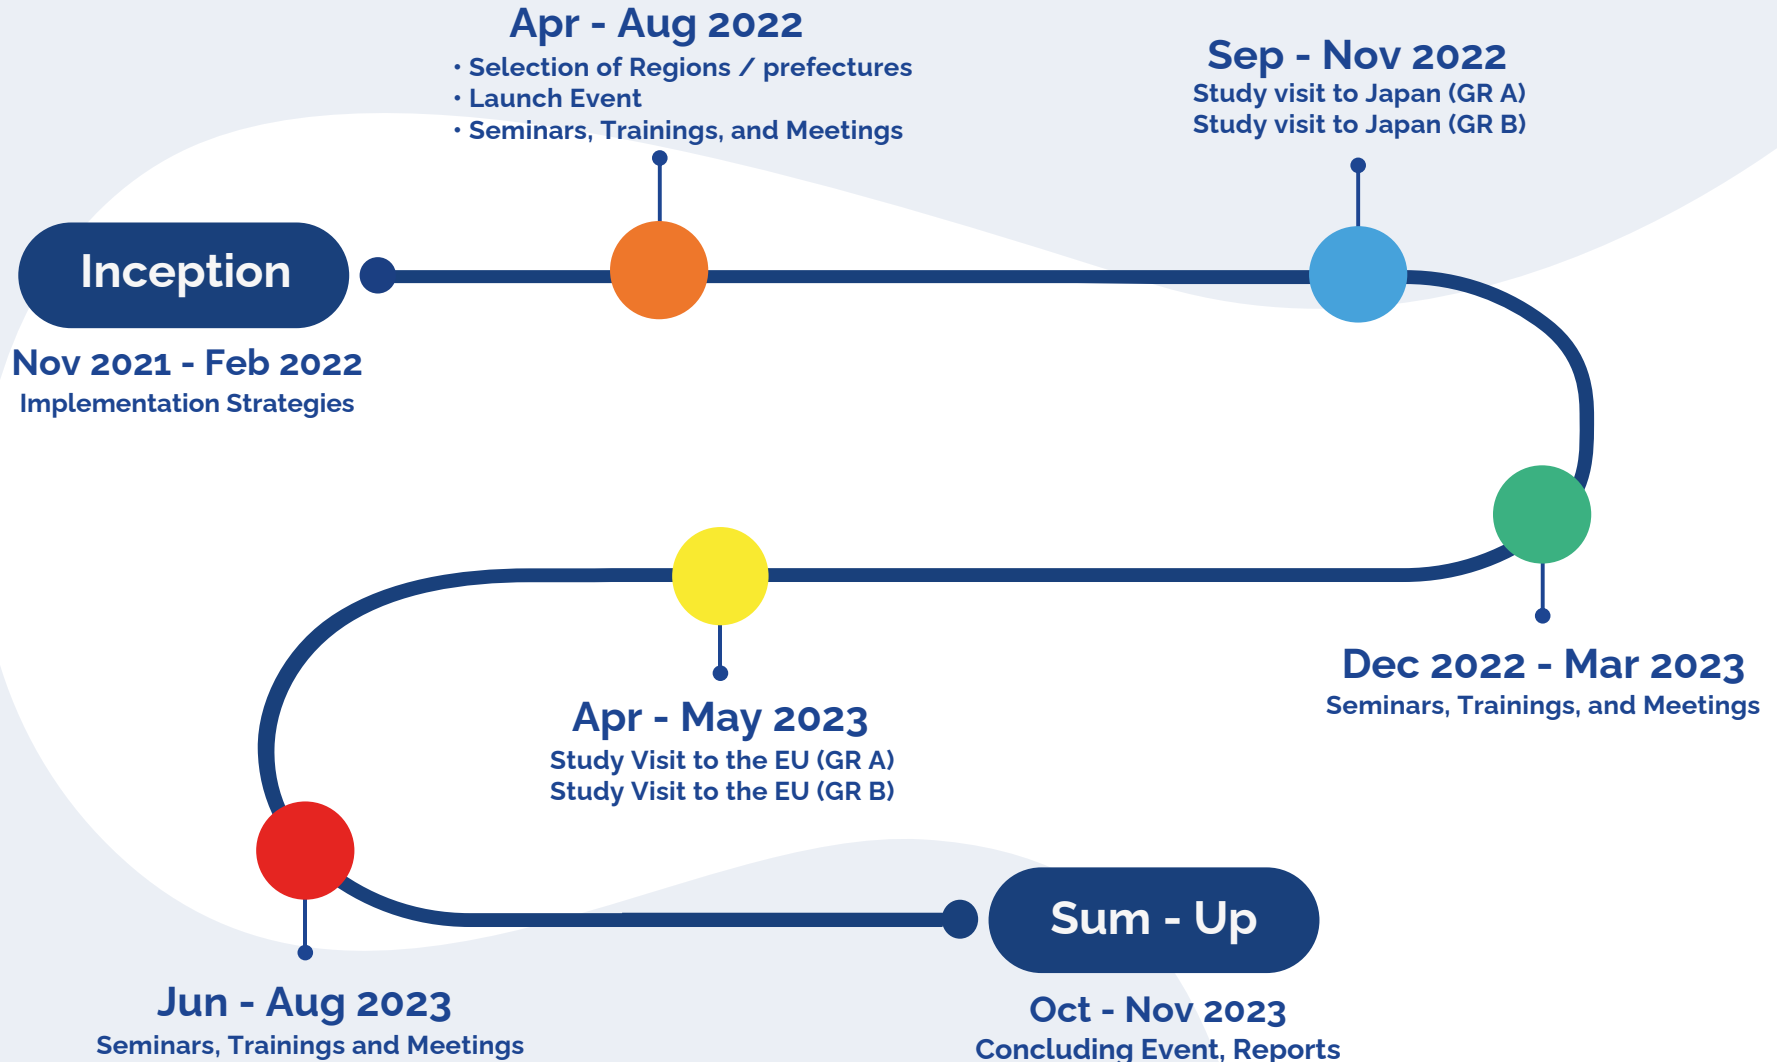 Apr - Aug 2022
• Selection of Regions / prefectures
• Launch Event
• Seminars, Trainings, and Meetings
Sep - Nov 2022
Study visit to Japan (GR A)
Study visit to Japan (GR B)
Inception
Nov 2021 - Feb 2022
Implementation Strategies
Dec 2022 - Mar 2023
Seminars, Trainings, and Meetings
Apr - May 2023
Study Visit to the EU (GR A)
Study Visit to the EU (GR B)
Jun - Aug 2023
Seminars, Trainings and Meetings
Sum - Up
Oct - Nov 2023
Concluding Event, Reports